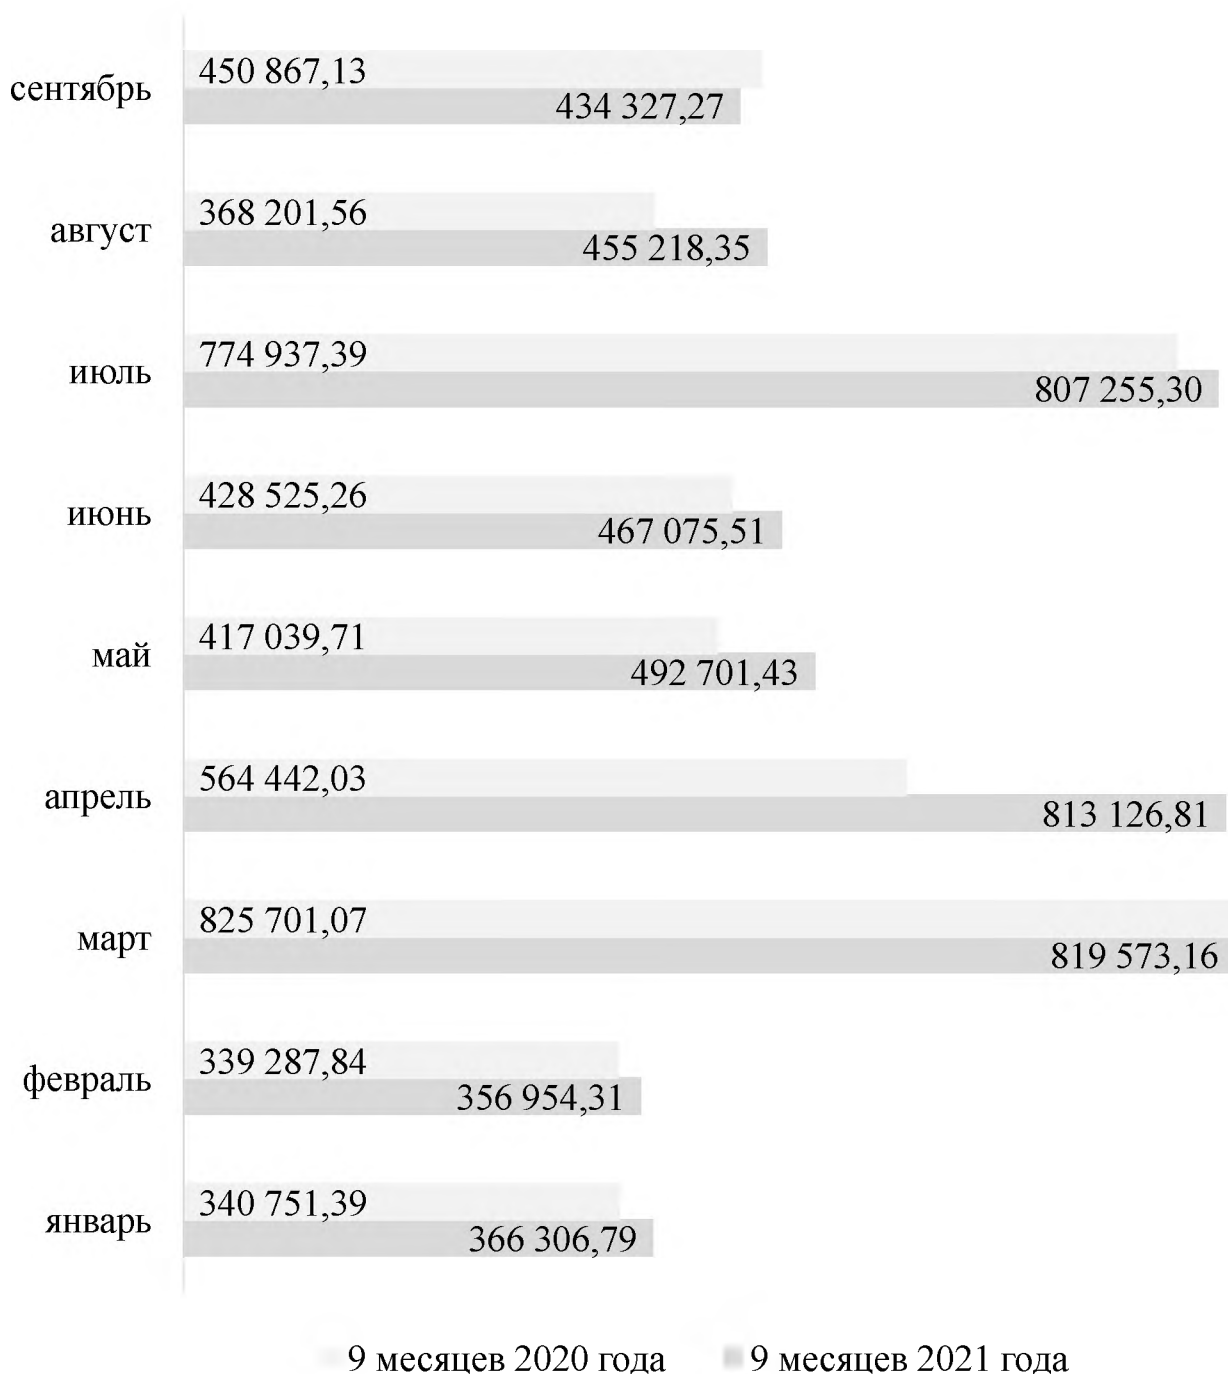 сентябрь
450 867,13
434 327,27
август
368 201,56
455 218,35
июль
774 937,39
807 255,30
июнь
428 525,26
467 075,51
май
417 039,71
492 701,43
апрель
564 442,03
813 126,81
март
825 701,07
819 573,16
февраль
339 287,84
356 954,31
январь
340 751,39
366 306,79
9 месяцев 2020 года
9 месяцев 2021 года